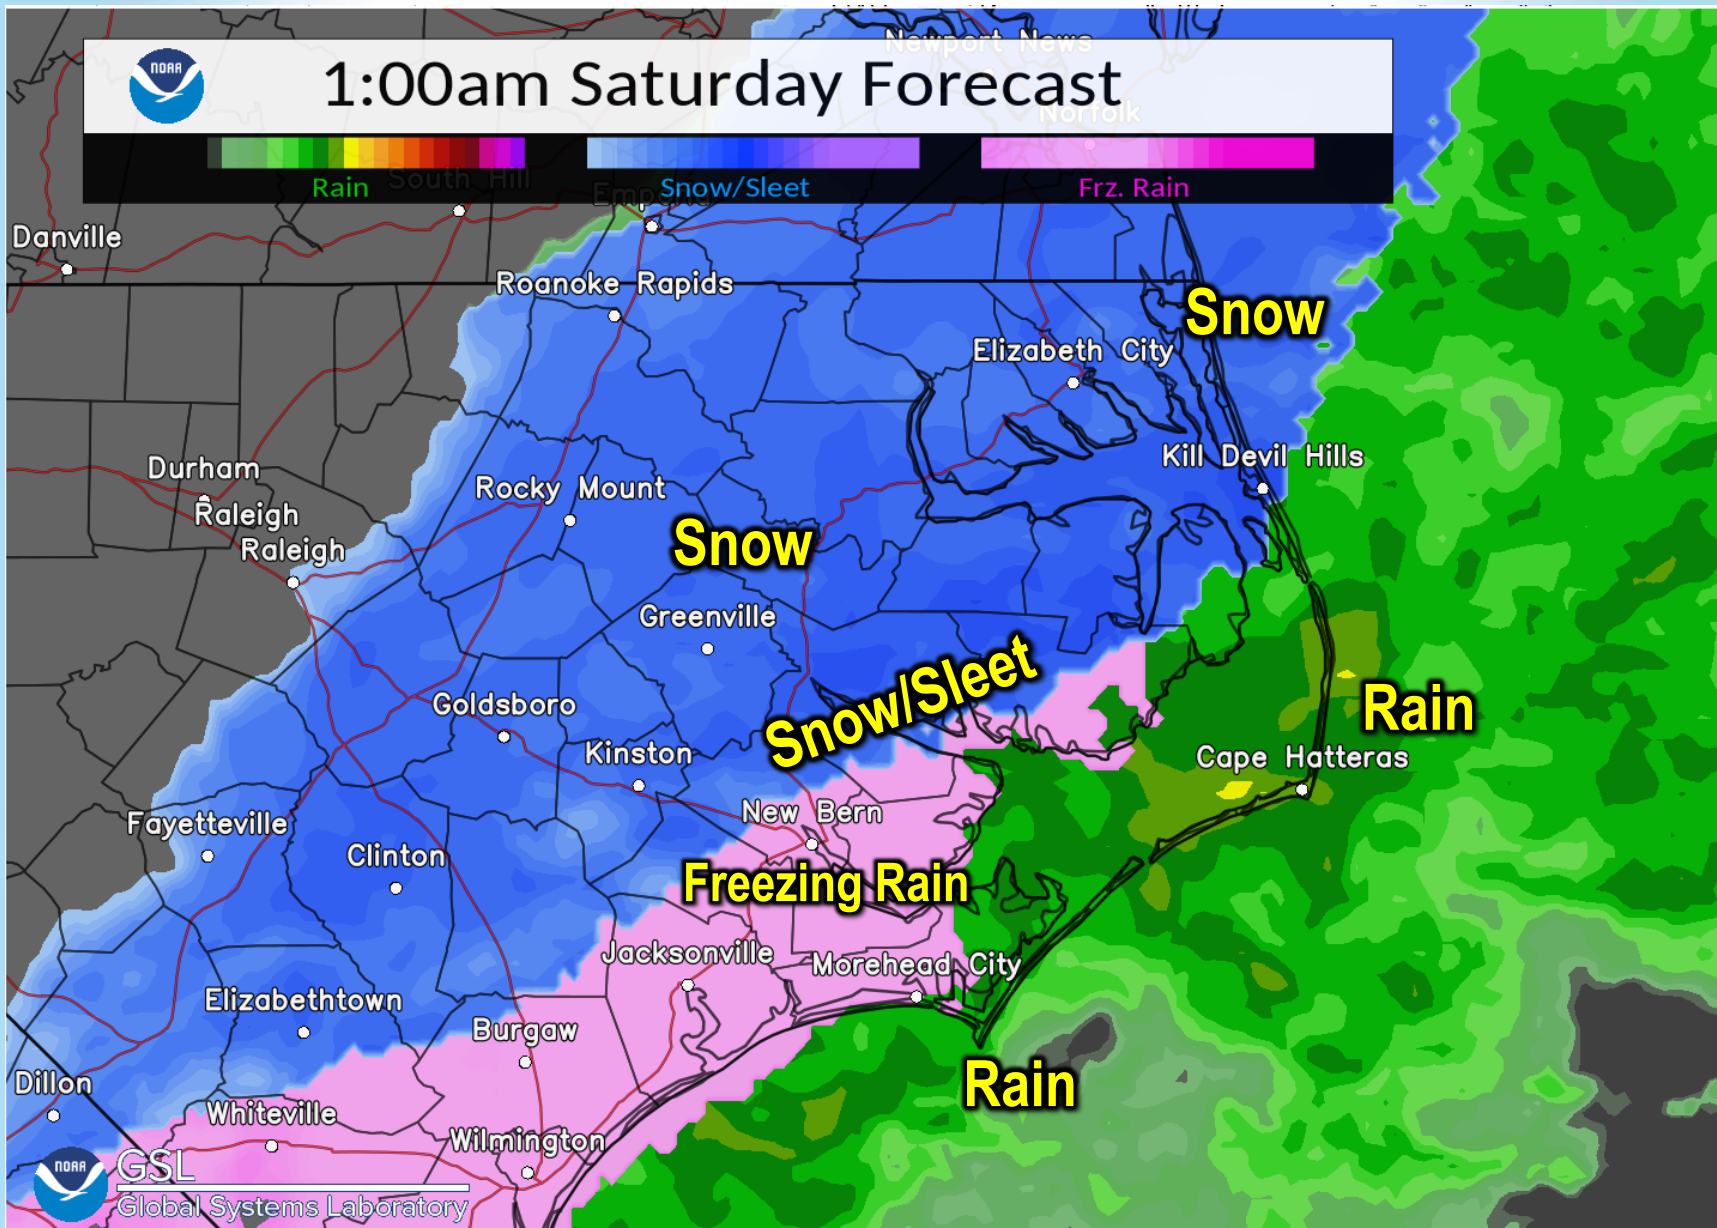 Newport News
NOAA
1:00am Saturday Forecast
Norfolk
Rain
South Hill
Emporia
Snow/Sleet
Frz. Rain
Danville
Roanoke Rapids
Snow
Elizabeth City
Kill Devil Hills
Durham
Rocky Mount
Raleigh
Raleigh
Snow
Greenville
Snow/Sleet
Goldsboro
Rain
Kinston
Cape Hatteras
New Bern
Fayetteville
Clinton
Freezing Rain
Jacksonville
Morehead City
Elizabethtown
Burgaw
Dillon
Rain
Whiteville
Wilmington
NOAA
GSL
Global Systems Laboratory